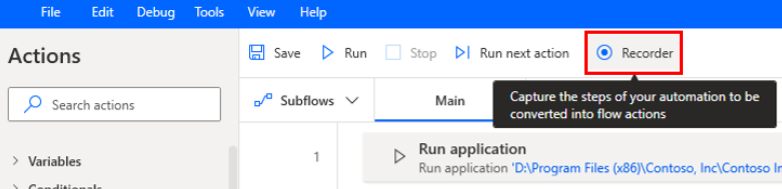 File Edit Debug Tools View Help
Actions
Save Run Stop Run next action Recorder
Search actions
Subflows Main
Capture the steps of your automation to be
converted into flow actions
1
Run application
Run application 'D:\Program Files (x86)\Contoso, Inc\Contoso In
Variables
Conditionals